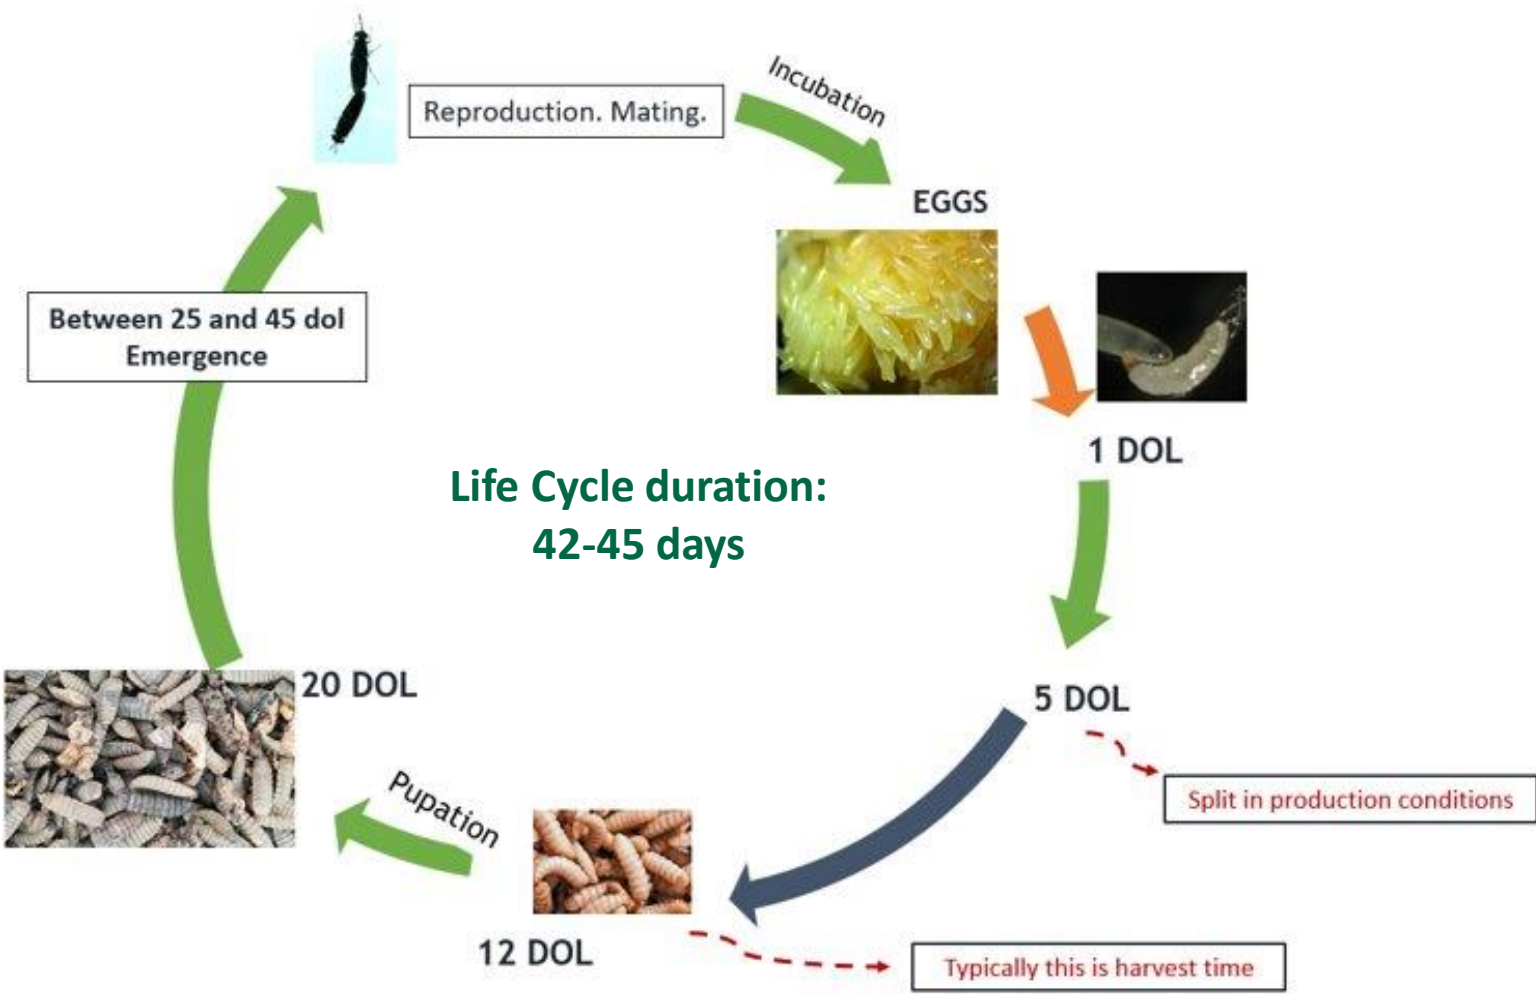 Reproduction. Mating.
Incubation
EGGS
1 DOL
Between 25 and 45 dol
Emergence
Life Cycle duration:
42-45 days
20 DOL
5 DOL
Split in production conditions
Pupation
12 DOL
Typically this is harvest time